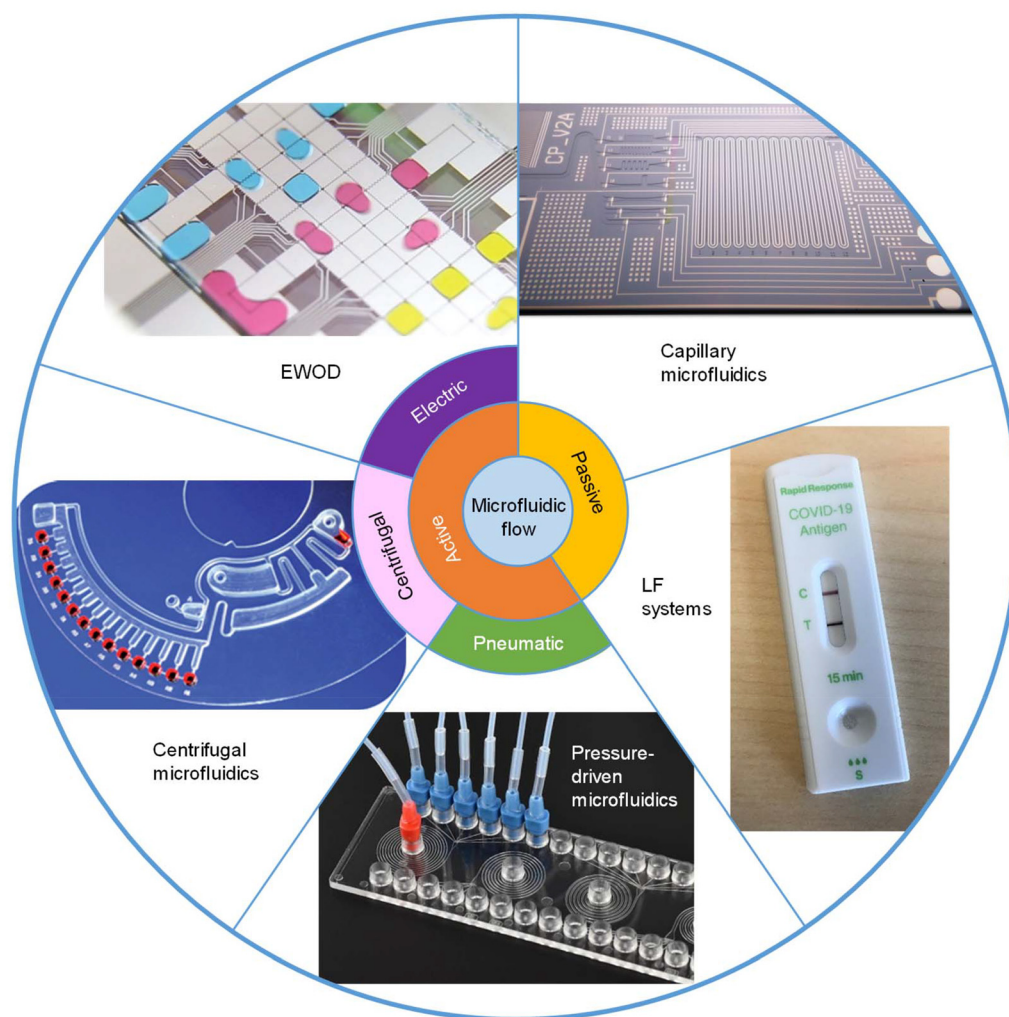 CP_V2A
EWOD
Capillary
microfluidics
Electric
Passive
Microfluidic
flow
Active
Centrifugal
Pneumatic
Rapid Response
COVID-19
Antigen
C
T
15 min
S
LF
systems
Centrifugal
microfluidics
Pressure-
driven
microfluidics